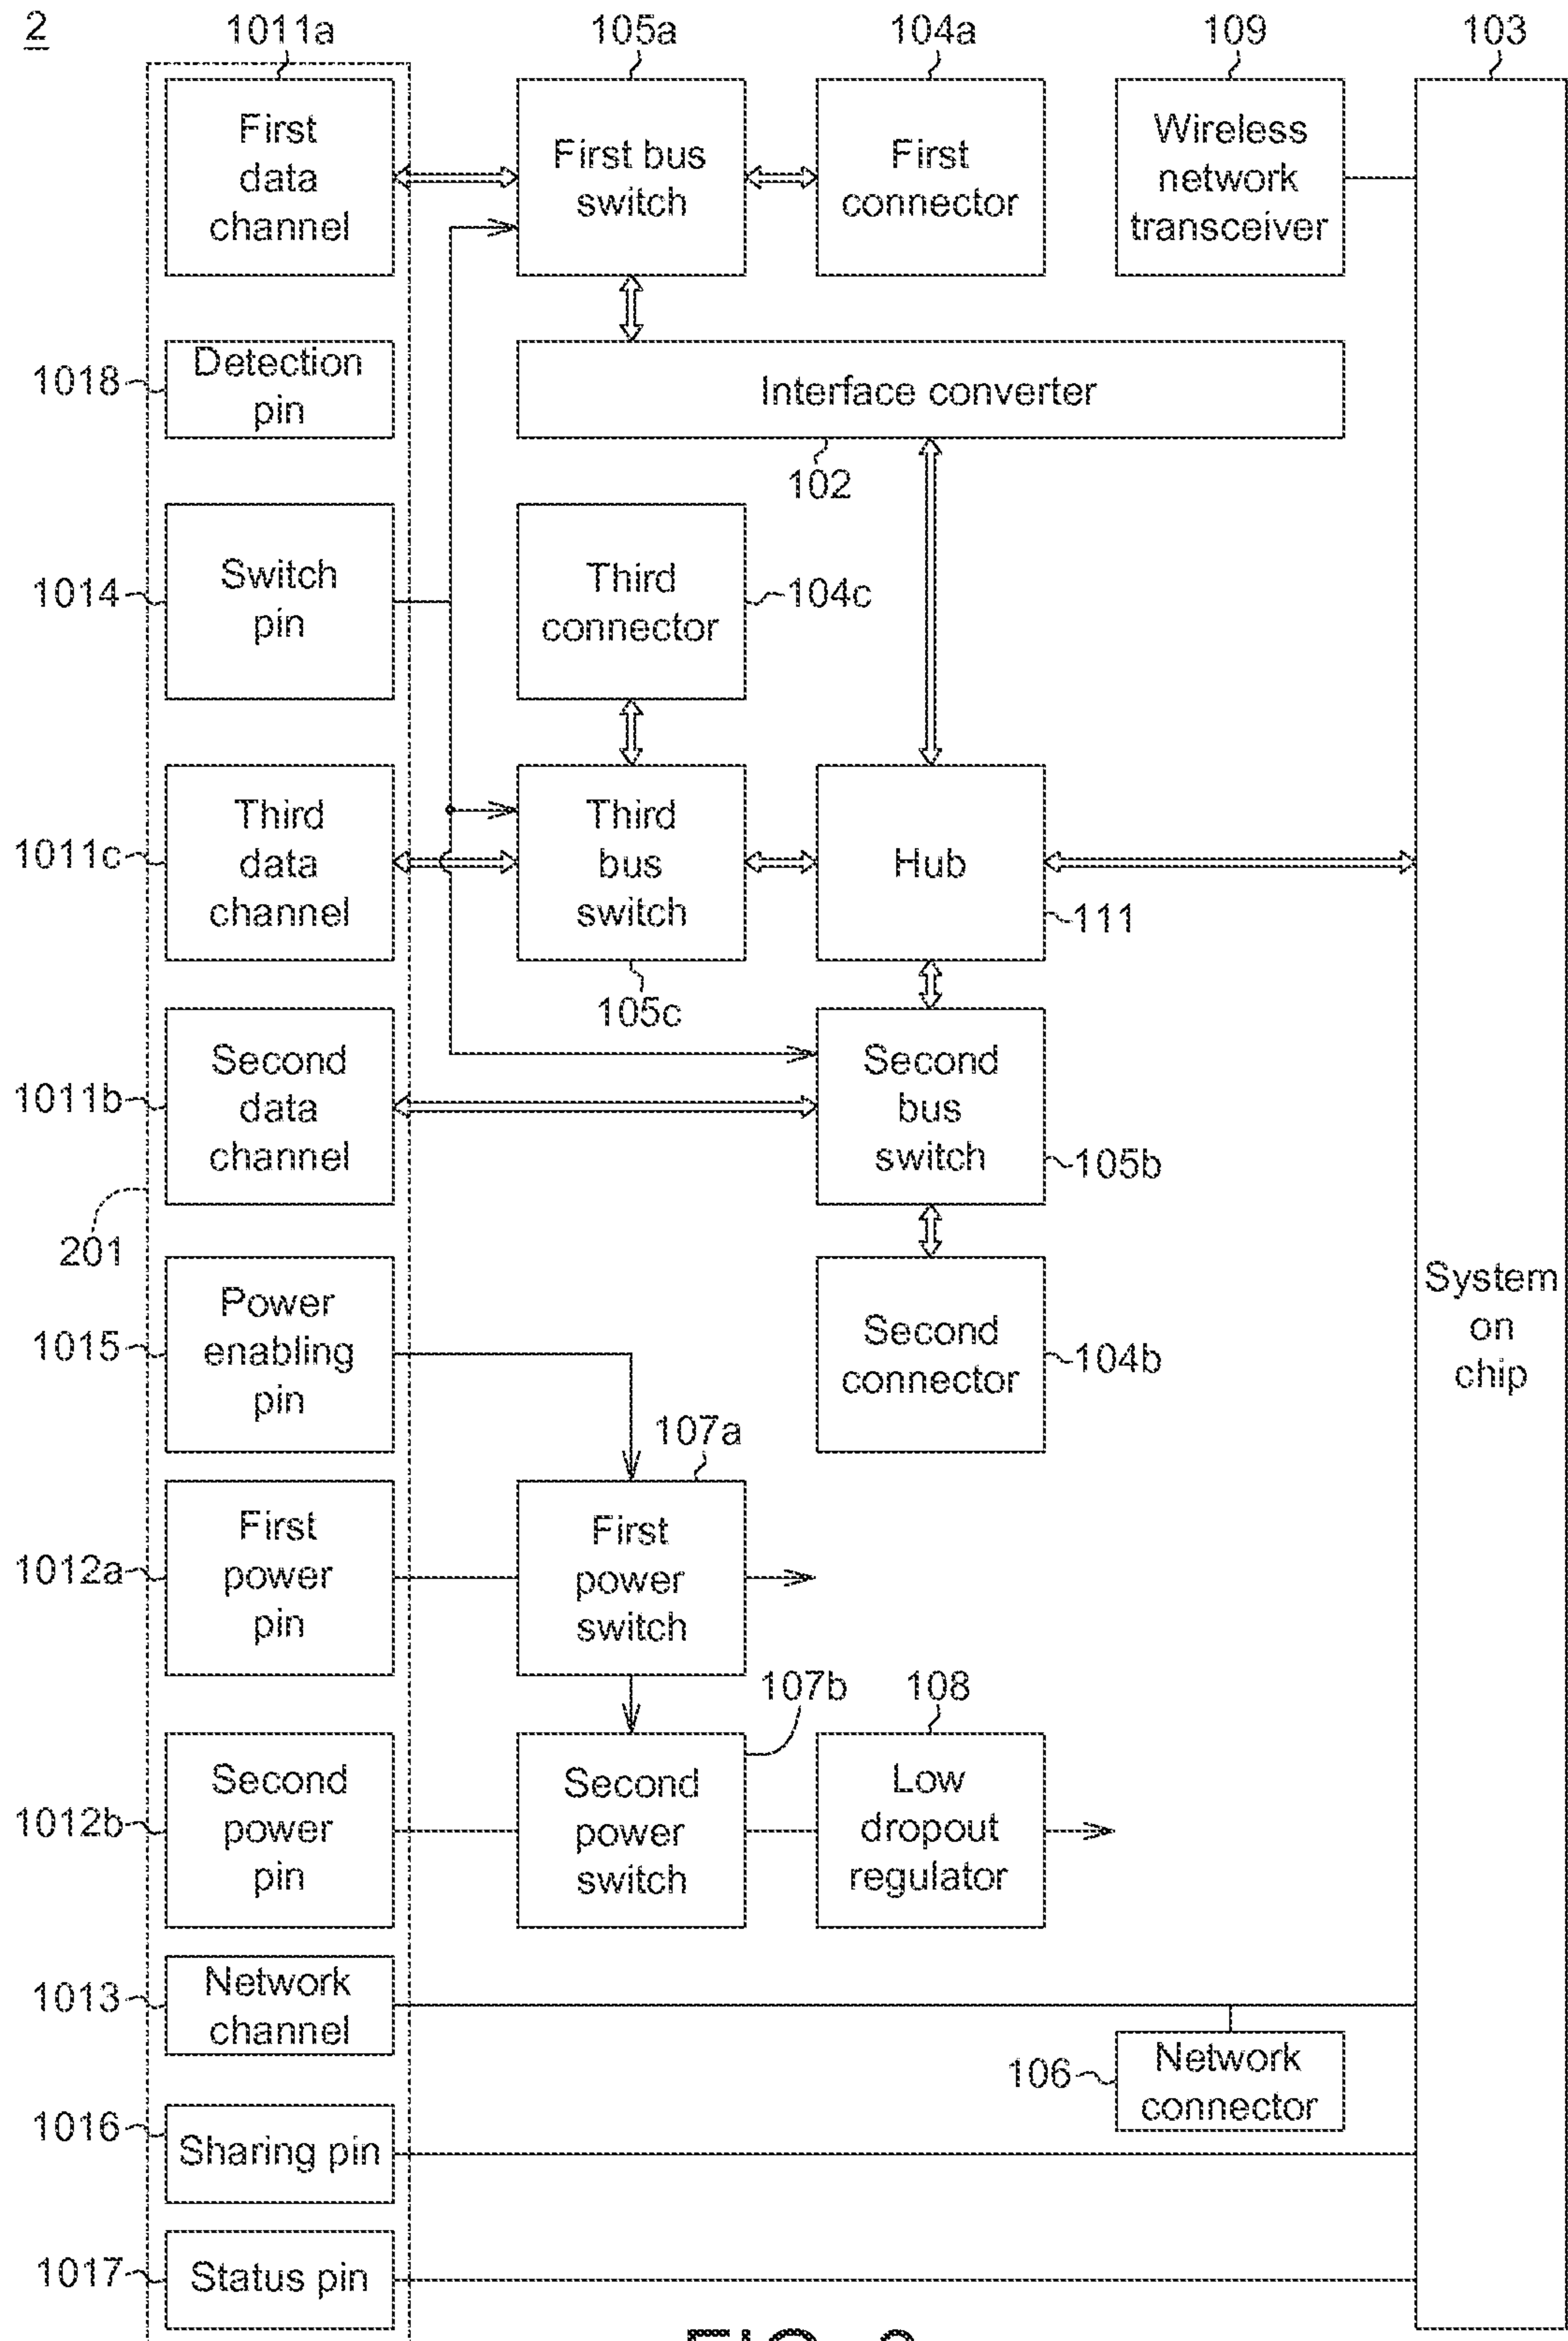 2
1011a
105a
104a
109
103
First
data
channel
First bus
switch
First
connector
Wireless
network
transceiver
1018
Detection
pin
Interface converter
102
1014
Switch
pin
Third
connector
104c
1011c
Third
data
channel
Third
bus
switch
Hub
111
105c
1011b
Second
data
channel
Second
bus
switch
105b
201
System
on
chip
1015
Power
enabling
pin
Second
connector
104b
107a
1012a
First
power
pin
First
power
switch
107b
108
1012b
Second
power
pin
Second
power
switch
Low
dropout
regulator
1013
Network
channel
106
Network
connector
1016
Sharing pin
1017
Status pin